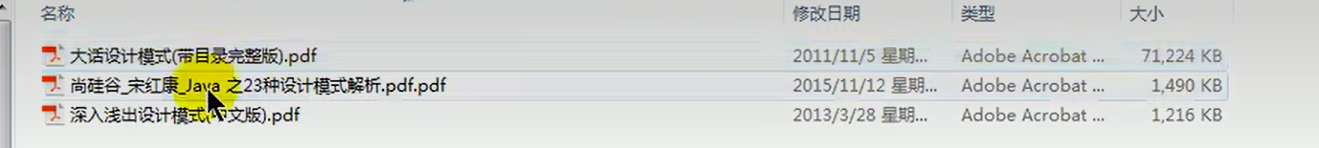 名称 修改日期 类型 大小
大话设计模式(带目录完整版).pdf 2011/11/5 星期... Adobe Acrobat ... 71,224 KB
尚硅谷_宋红康_Java 之23种设计模式解析.pdf.pdf 2015/11/12 星期... Adobe Acrobat ... 1,490 KB
深入浅出设计模式(中文版).pdf 2013/3/28 星期... Adobe Acrobat ... 1,216 KB